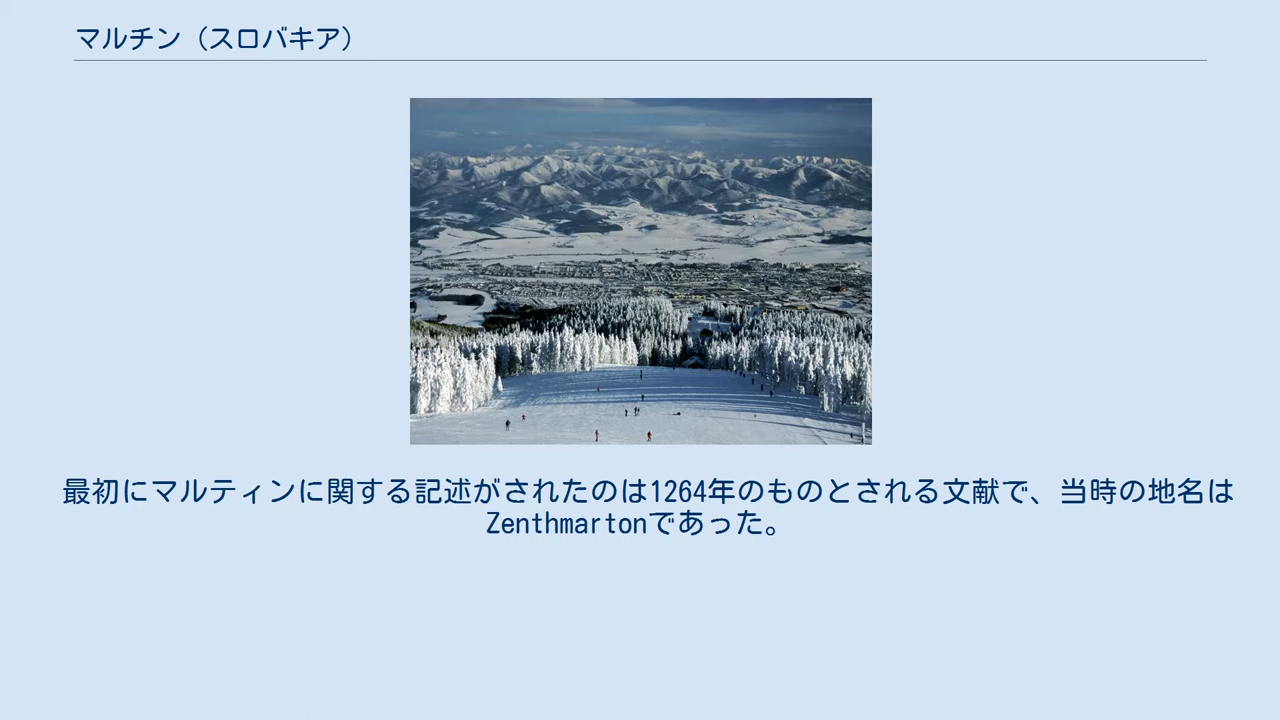 マルチン（スロバキア）
最初にマルティンに関する記述がされたのは1264年のものとされる文献で、当時の地名は
Zenthmartonであった。